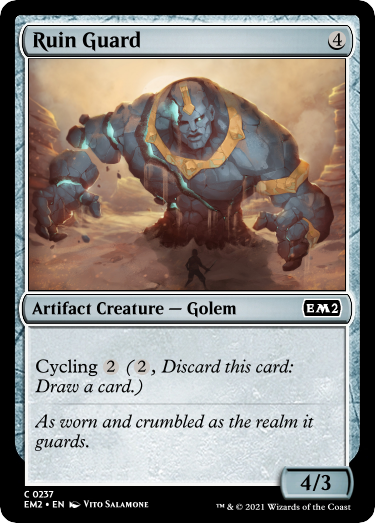 Ruin Guard 4
Artifact Creature — Golem EM2
Cycling 2 (2, Discard this card:
Draw a card.)
As worn and crumbled as the realm it
guards.
4/3
C 0237
EM2 • EN Vito Salamone
™ & © 2021 Wizards of the Coast